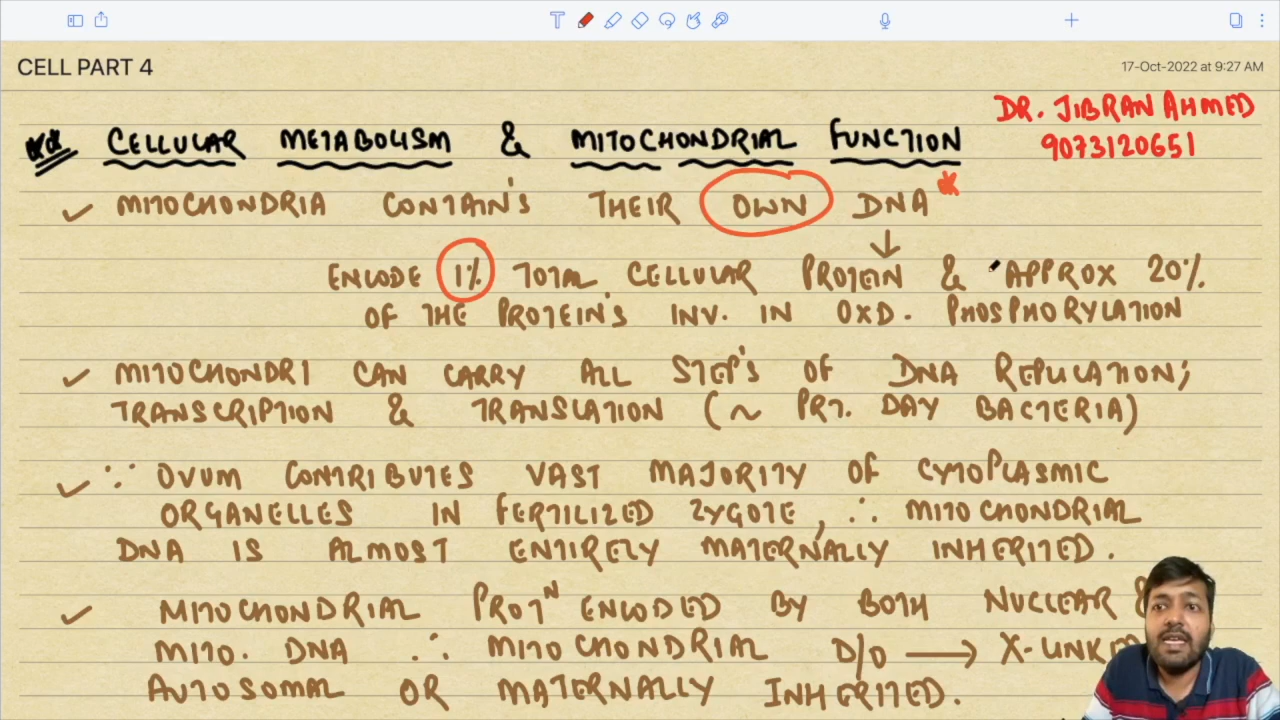 CELL PART 4
17-Oct-2022 at 9:27 AM
DR. JIBRAN AHMED
9073120651
CELLULAR METABOLISM & MITOCHONDRIAL FUNCTION
✓ MITOCHONDRIA CONTAIN'S THEIR OWN DNA*
↓
ENCODE 1% TOTAL CELLULAR PROTEIN & APPROX 20%
OF THE PROTEIN'S INV. IN OXD. PHOSPHORYLATION
✓ MITOCHONDRI CAN CARRY ALL STEP'S OF DNA REPLICATION;
TRANSCRIPTION & TRANSLATION (~ PRT. DAY BACTERIA)
✓ ∵ OVUM CONTRIBUTES VAST MAJORITY OF CYTOPLASMIC
ORGANELLES IN FERTILIZED ZYGOTE, ∴ MITOCHONDRIAL
DNA IS ALMOST ENTIRELY MATERNALLY INHERITED.
✓ MITOCHONDRIAL PROTN ENCODED BY BOTH NUCLEAR &
MITO. DNA ∴ MITOCHONDRIAL D/O → X-LINKE
AUTOSOMAL OR MATERNALLY INHERITED.